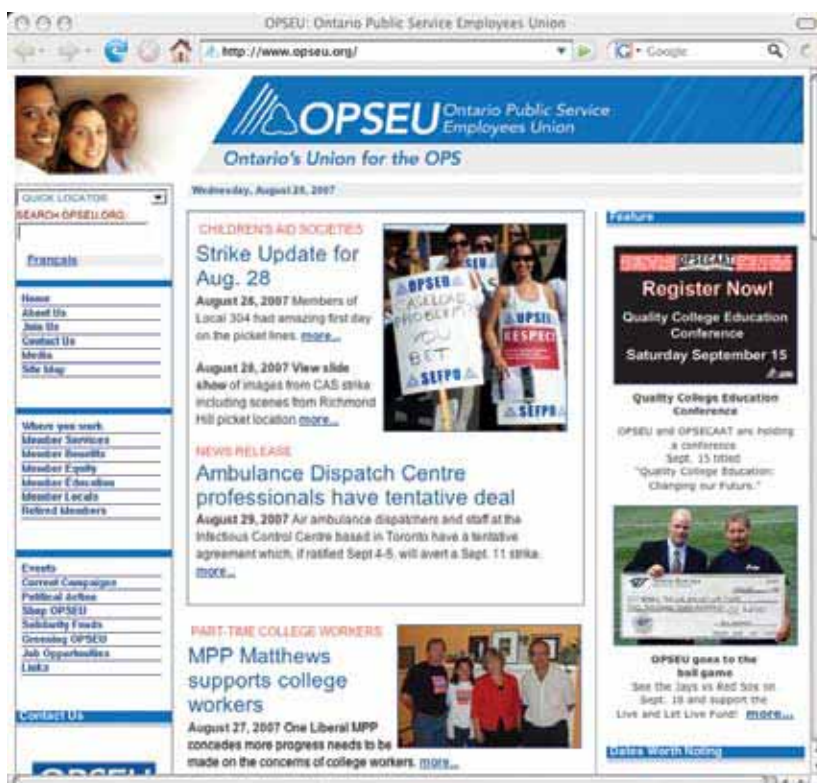 OPSEU: Ontario Public Service Employees Union
http://www.opseu.org/
Google
OPSEU Ontario Public Service
Employees Union
Ontario's Union for the OPS
QUICK LOCATOR
SEARCH OPSEU.ORG:
Français
Home
About Us
Join Us
Contact Us
Media
Site Map
Where you work
Member Services
Member Benefits
Member Equity
Member Education
Member Locals
Retired Members
Events
Current Campaigns
Political Action
Shop OPSEU
Solidarity Funds
Greening OPSEU
Job Opportunities
Links
Contact Us
OPSEU
Wednesday, August 29, 2007
CHILDREN'S AID SOCIETIES
Strike Update for
Aug. 28
August 28, 2007 Members of
Local 304 had amazing first day
on the picket lines. more...
August 28, 2007 View slide
show of images from CAS strike
including scenes from Richmond
Hill picket location more...
OPSEU
CASELOAD
PROBLEMS?
YOU
BET
SEFPO
OPSEU
RESPECT
SEFPO
NEWS RELEASE
Ambulance Dispatch Centre
professionals have tentative deal
August 29, 2007 Air ambulance dispatchers and staff at the
Infectious Control Centre based in Toronto have a tentative
agreement which, if ratified Sept 4-5, will avert a Sept. 11 strike.
more...
PART-TIME COLLEGE WORKERS
MPP Matthews
supports college
workers
August 27, 2007 One Liberal MPP
concedes more progress needs to be
made on the concerns of college workers. more...
Feature
OPSECAAT
Register Now!
Quality College Education
Conference
Saturday September 15
Quality College Education
Conference
OPSEU and OPSECAAT are holding
a conference
Sept. 15 titled
"Quality College Education:
Changing our Future."
OPSEU goes to the
ball game
See the Jays vs Red Sox on
Sept. 18 and support the
Live and Let Live Fund! more...
Dates Worth Noting